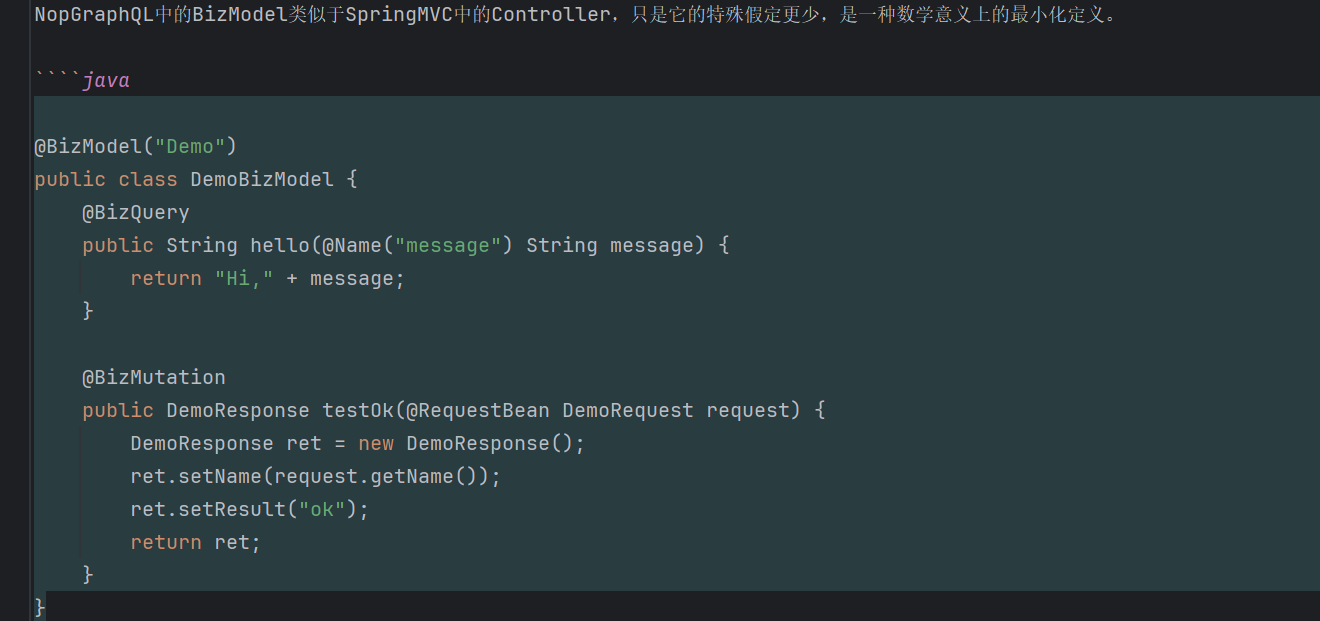 NopGraphQL中的BizModel类似于SpringMVC中的Controller，只是它的特殊假定更少，是一种数学意义上的最小化定义。
````java
@BizModel("Demo")
public class DemoBizModel {
    @BizQuery
    public String hello(@Name("message") String message) {
        return "Hi," + message;
    }
    @BizMutation
    public DemoResponse testOk(@RequestBean DemoRequest request) {
        DemoResponse ret = new DemoResponse();
        ret.setName(request.getName());
        ret.setResult("ok");
        return ret;
    }
}